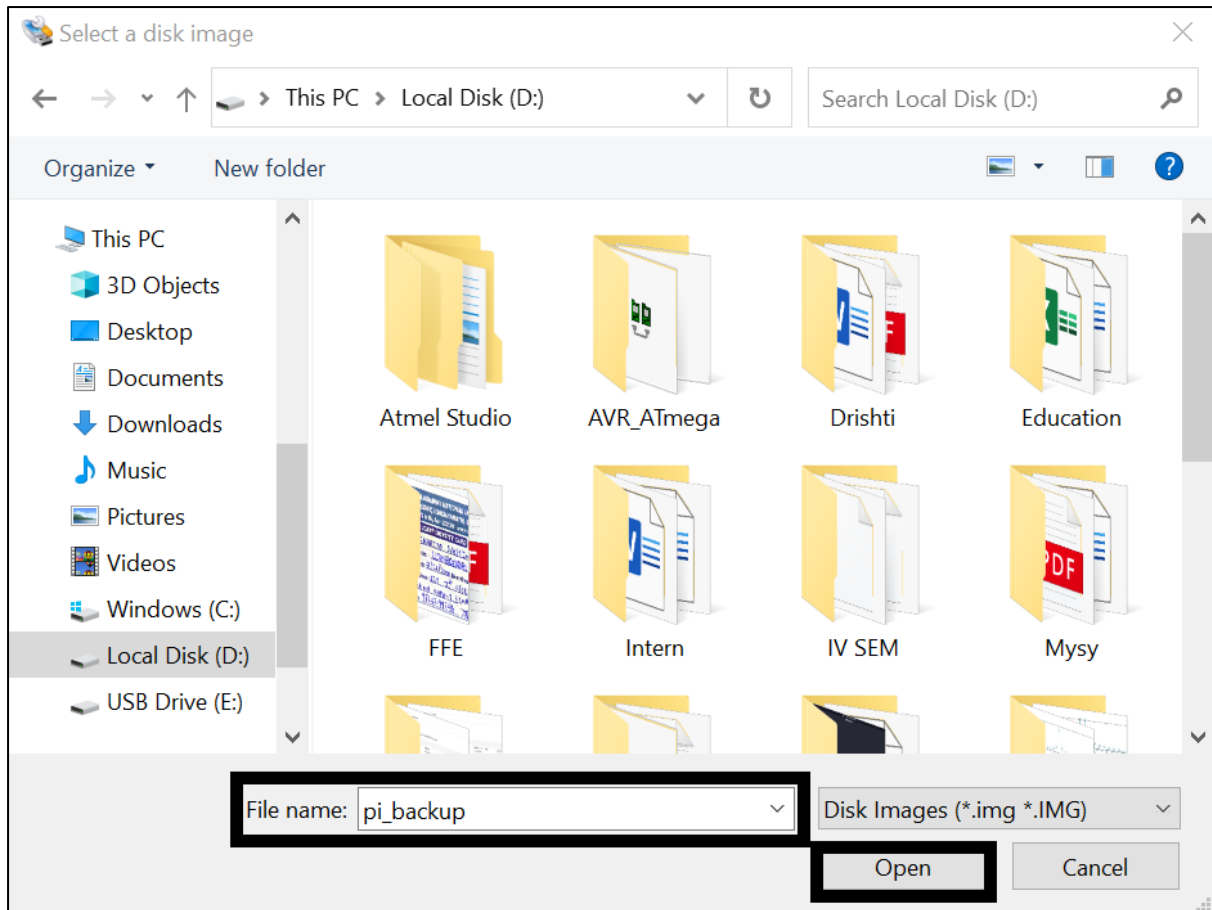 Select a disk image
This PC > Local Disk (D:)
Search Local Disk (D:)
Organize
New folder
?
This PC
3D Objects
Desktop
Documents
Downloads
Music
Pictures
Videos
Windows (C:)
Local Disk (D:)
USB Drive (E:)
Atmel Studio
AVR_ATmega
Drishti
Education
PDF
FFE
Intern
IV SEM
Mysy
File name: pi_backup
Disk Images (*.img *.IMG)
Open
Cancel